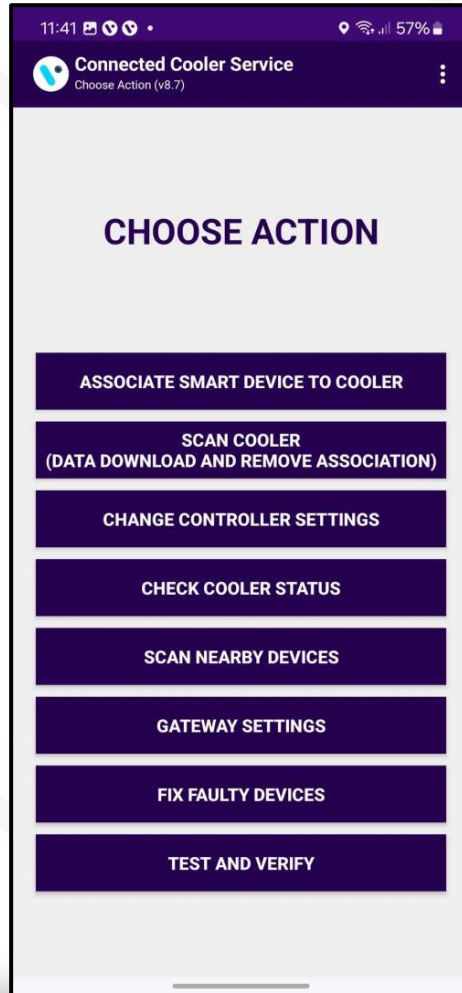 11:41
57%
Connected Cooler Service
Choose Action (v8.7)
CHOOSE ACTION
ASSOCIATE SMART DEVICE TO COOLER
SCAN COOLER
(DATA DOWNLOAD AND REMOVE ASSOCIATION)
CHANGE CONTROLLER SETTINGS
CHECK COOLER STATUS
SCAN NEARBY DEVICES
GATEWAY SETTINGS
FIX FAULTY DEVICES
TEST AND VERIFY